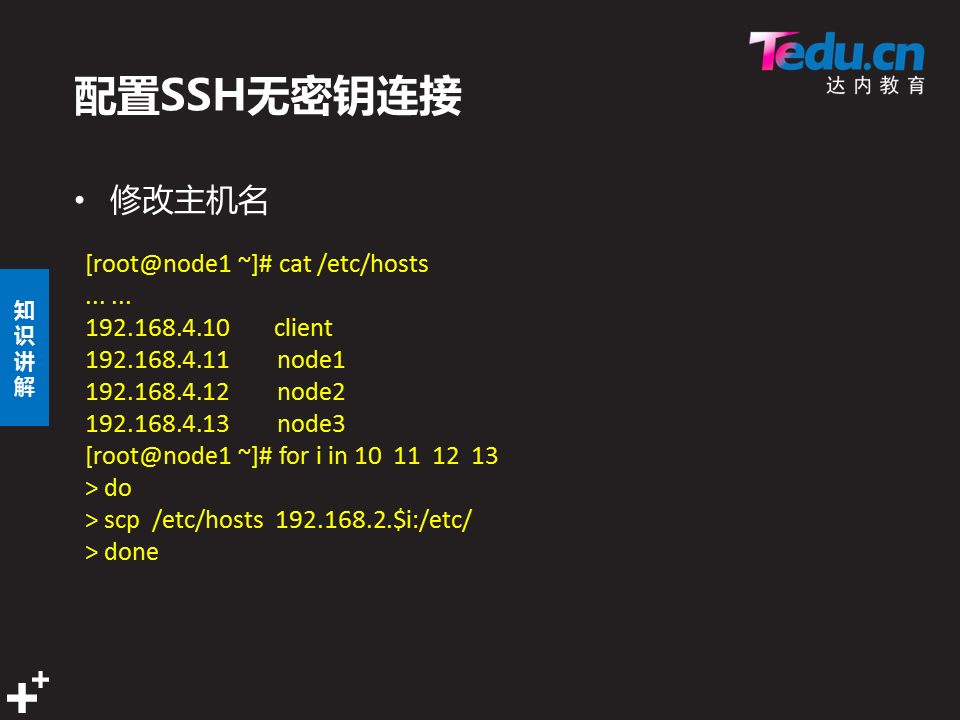 Tedu.cn
达内教育
配置SSH无密钥连接
• 修改主机名
[root@node1 ~]# cat /etc/hosts
... ...
192.168.4.10 client
192.168.4.11 node1
192.168.4.12 node2
192.168.4.13 node3
[root@node1 ~]# for i in 10 11 12 13
> do
> scp /etc/hosts 192.168.2.$i:/etc/
> done
知
识
讲
解